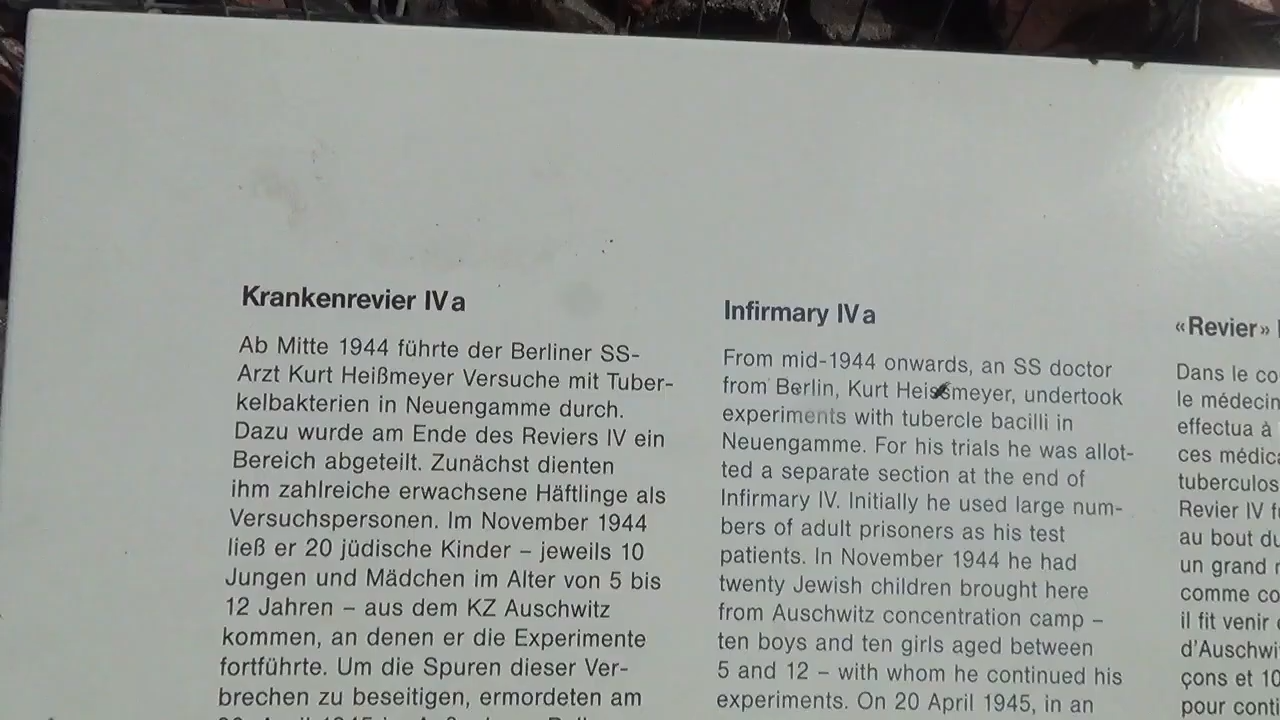 Krankenrevier IVa
Ab Mitte 1944 führte der Berliner SS-
Arzt Kurt Heißmeyer Versuche mit Tuber-
kelbakterien in Neuengamme durch.
Dazu wurde am Ende des Reviers IV ein
Bereich abgeteilt. Zunächst dienten
ihm zahlreiche erwachsene Häftlinge als
Versuchspersonen. Im November 1944
ließ er 20 jüdische Kinder – jeweils 10
Jungen und Mädchen im Alter von 5 bis
12 Jahren – aus dem KZ Auschwitz
kommen, an denen er die Experimente
fortführte. Um die Spuren dieser Ver-
brechen zu beseitigen, ermordeten am
Infirmary IVa
From mid-1944 onwards, an SS doctor
from Berlin, Kurt Heissmeyer, undertook
experiments with tubercle bacilli in
Neuengamme. For his trials he was allot-
ted a separate section at the end of
Infirmary IV. Initially he used large num-
bers of adult prisoners as his test
patients. In November 1944 he had
twenty Jewish children brought here
from Auschwitz concentration camp –
ten boys and ten girls aged between
5 and 12 – with whom he continued his
experiments. On 20 April 1945, in an
«Revier»
Dans le
le médecin
effectua à
ces
tuberculos
Revier IV
au bout
un grand
comme
il fit venir
d'Auschwi
çons et 10
pour